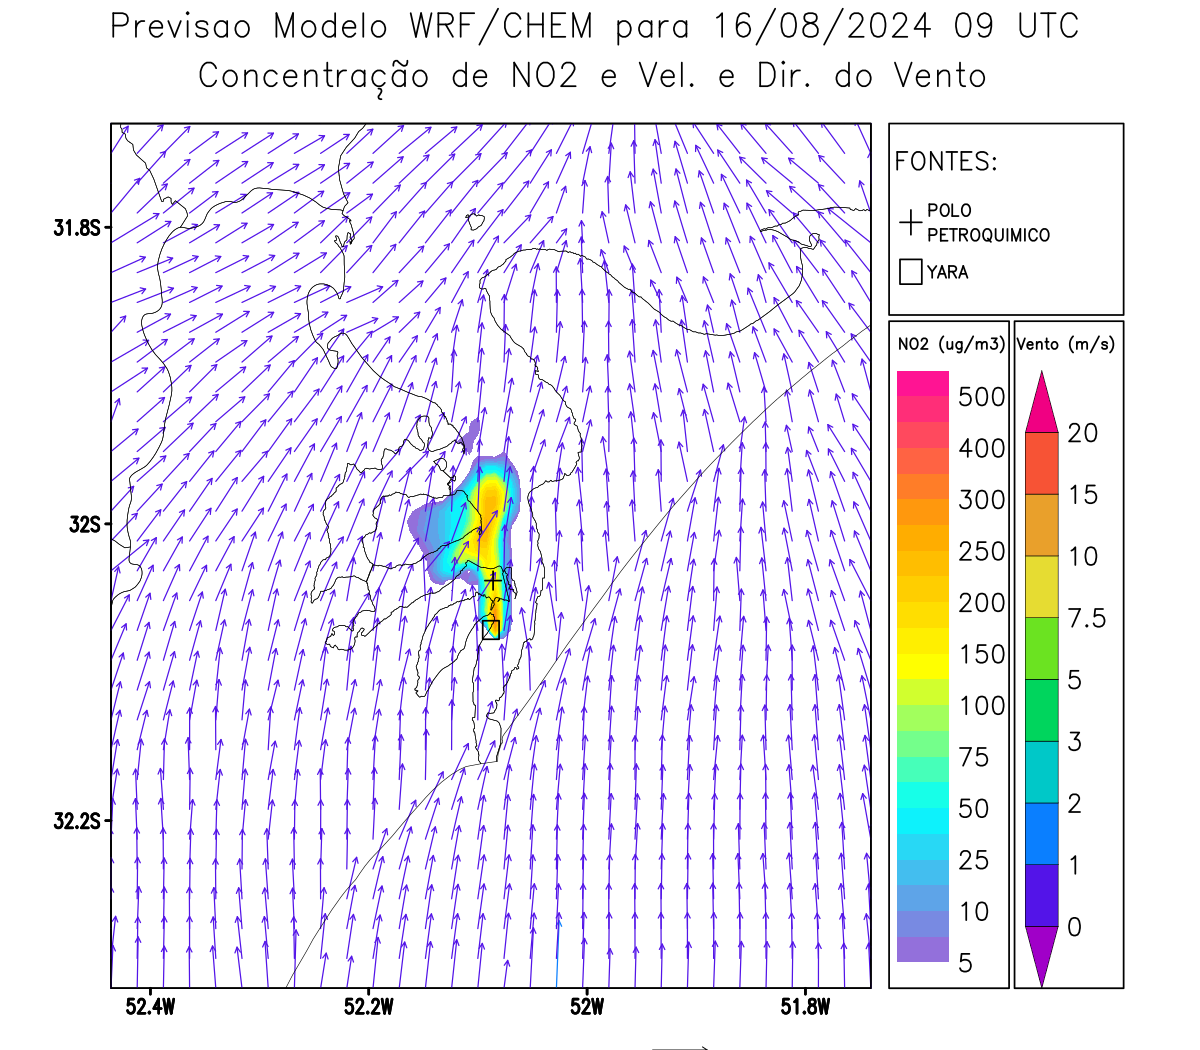 Previsao Modelo WRF/CHEM para 16/08/2024 09 UTC
Concentração de NO2 e Vel. e Dir. do Vento
FONTES:
POLO
PETROQUIMICO
YARA
NO2 (ug/m3)
500
400
300
250
200
150
100
75
50
25
10
5
Vento (m/s)
20
15
10
7.5
5
3
2
1
0
31.8S
32S
32.2S
52.4W
52.2W
52W
51.8W